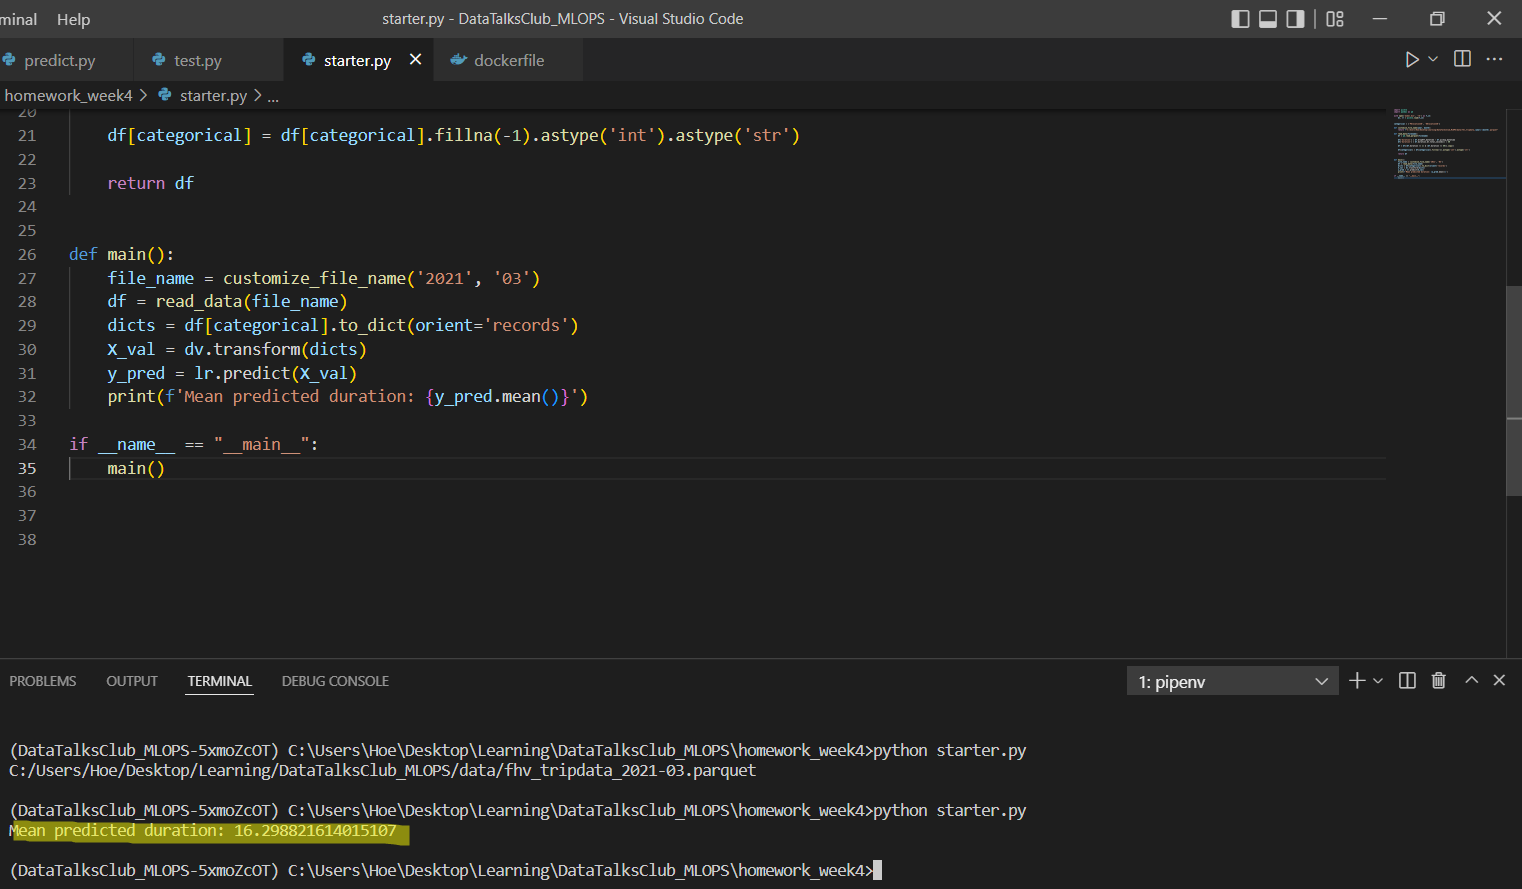 minal Help starter.py - DataTalksClub_MLOPS - Visual Studio Code
predict.py test.py starter.py dockerfile
homework_week4 > starter.py > ...
20
21 df[categorical] = df[categorical].fillna(-1).astype('int').astype('str')
22
23 return df
24
25
26 def main():
27 file_name = customize_file_name('2021', '03')
28 df = read_data(file_name)
29 dicts = df[categorical].to_dict(orient='records')
30 X_val = dv.transform(dicts)
31 y_pred = lr.predict(X_val)
32 print(f'Mean predicted duration: {y_pred.mean()}')
33
34 if __name__ == "__main__":
35 main()
36
37
38
PROBLEMS OUTPUT TERMINAL DEBUG CONSOLE 1: pipenv
(DataTalksClub_MLOPS-5xmoZcOT) C:\Users\Hoe\Desktop\Learning\DataTalksClub_MLOPS\homework_week4>python starter.py
C:/Users/Hoe/Desktop/Learning/DataTalksClub_MLOPS/data/fhv_tripdata_2021-03.parquet
(DataTalksClub_MLOPS-5xmoZcOT) C:\Users\Hoe\Desktop\Learning\DataTalksClub_MLOPS\homework_week4>python starter.py
Mean predicted duration: 16.298821614015107
(DataTalksClub_MLOPS-5xmoZcOT) C:\Users\Hoe\Desktop\Learning\DataTalksClub_MLOPS\homework_week4>